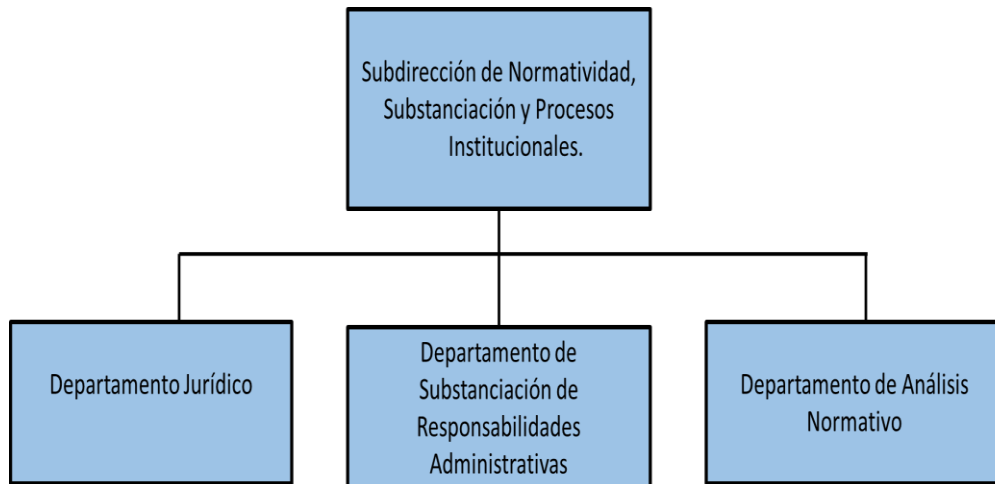 Subdirección de Normatividad,
Substanciación y Procesos
Institucionales.
Departamento Jurídico
Departamento de
Substanciación de
Responsabilidades
Administrativas
Departamento de Análisis
Normativo